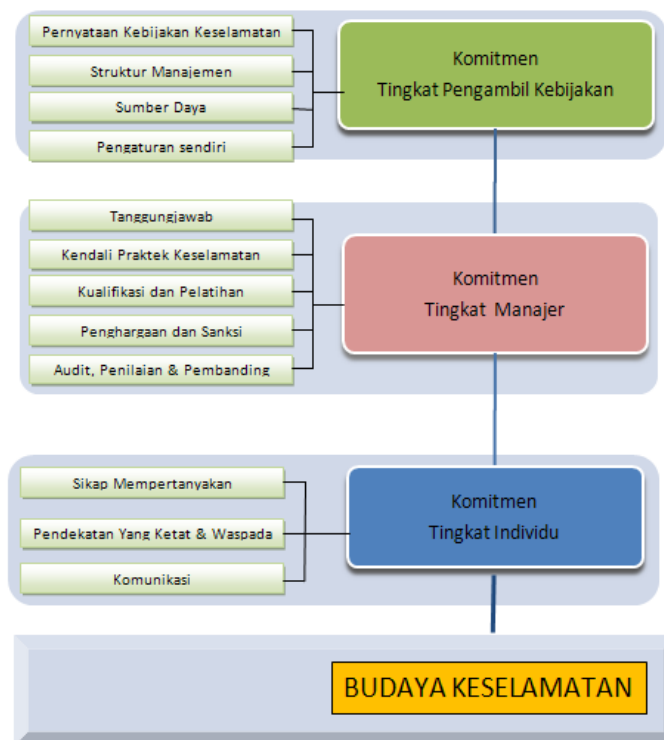 Pernyataan Kebijakan Keselamatan
Struktur Manajemen
Sumber Daya
Pengaturan sendiri
Komitmen
Tingkat Pengambil Kebijakan
Tanggungjawab
Kendali Praktek Keselamatan
Kualifikasi dan Pelatihan
Penghargaan dan Sanksi
Audit, Penilaian & Pembanding
Komitmen
Tingkat Manajer
Sikap Mempertanyakan
Pendekatan Yang Ketat & Waspada
Komunikasi
Komitmen
Tingkat Individu
BUDAYA KESELAMATAN